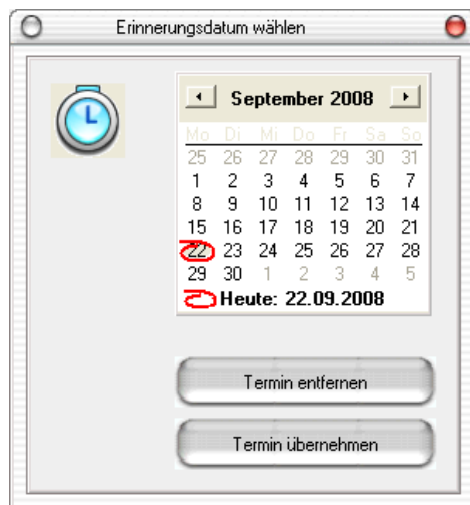 Erinnerungsdatum wählen
September 2008
Mo Di Mi Do Fr Sa So
25 26 27 28 29 30 31
1 2 3 4 5 6 7
8 9 10 11 12 13 14
15 16 17 18 19 20 21
22 23 24 25 26 27 28
29 30 1 2 3 4 5
Heute: 22.09.2008
Termin entfernen
Termin übernehmen